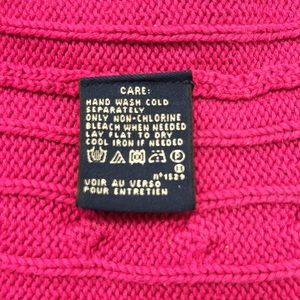 CARE:
HAND WASH COLD
SEPARATELY
ONLY NON-CHLORINE
BLEACH WHEN NEEDED
LAY FLAT TO DRY
COOL IRON IF NEEDED
P
nº1529
VOIR AU VERSO
POUR ENTRETIEN